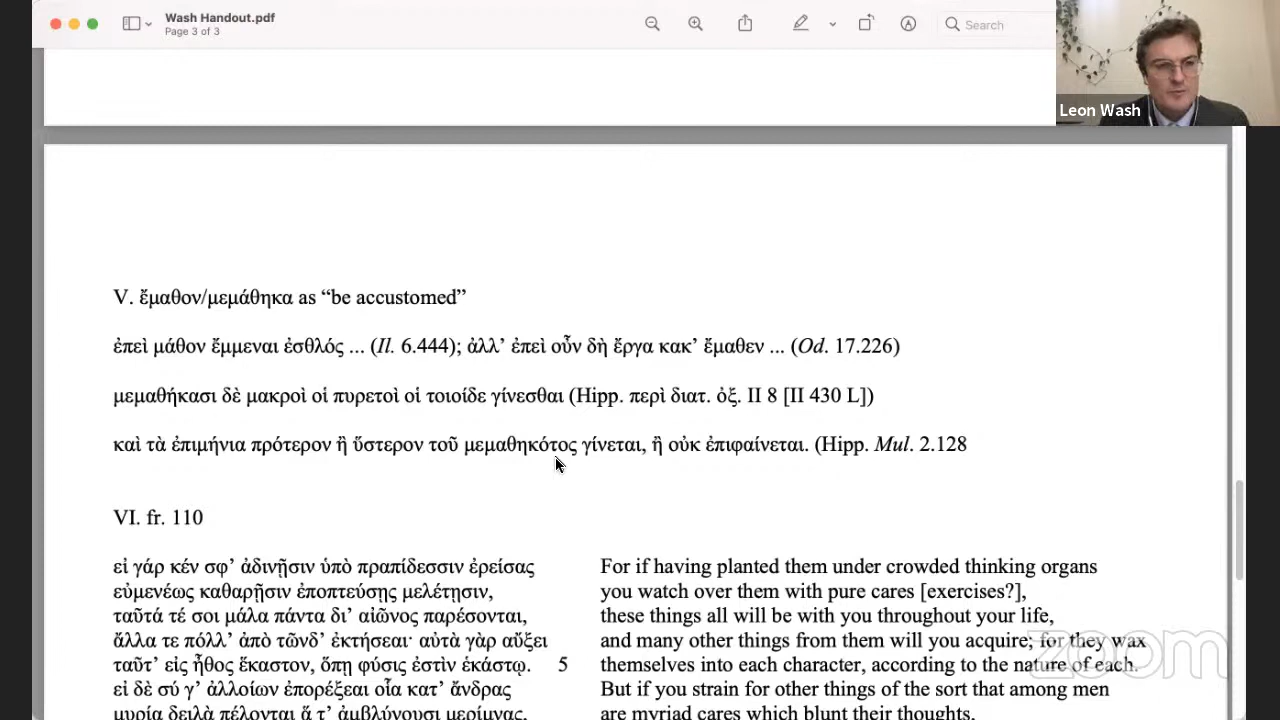 Wash Handout.pdf
Page 3 of 3
Search
Leon Wash
V. ἔμαθον/μεμάθηκα as “be accustomed”
ἐπεὶ μάθον ἔμμεναι ἐσθλός ... (Il. 6.444); ἀλλ’ ἐπεὶ οὖν δὴ ἔργα κακ’ ἔμαθεν ... (Od. 17.226)
μεμαθήκασι δὲ μακροὶ οἱ πυρετοὶ οἱ τοιοίδε γίνεσθαι (Hipp. περὶ διατ. ὀξ. II 8 [II 430 L])
καὶ τὰ ἐπιμήνια πρότερον ἢ ὕστερον τοῦ μεμαθηκότος γίνεται, ἢ οὐκ ἐπιφαίνεται. (Hipp. Mul. 2.128
VI. fr. 110
εἰ γάρ κέν σφ’ ἀδινῇσιν ὑπὸ πραπίδεσσιν ἐρείσας
εὐμενέως καθαρῇσιν ἐποπτεύσῃς μελέτῃσιν,
ταῦτά τέ σοι μάλα πάντα δι’ αἰῶνος παρέσονται,
ἄλλα τε πόλλ’ ἀπὸ τῶνδ’ ἐκτήσεαι· αὐτὰ γὰρ αὔξει
ταῦτ’ εἰς ἦθος ἕκαστον, ὅπῃ φύσις ἐστὶν ἑκάστῳ. 5
εἰ δὲ σύ γ’ ἀλλοίων ἐπορέξεαι οἷα κατ’ ἄνδρας
μυρία δειλὰ πέλονται ἅ τ’ ἀμβλύνουσι μερίμνας,
For if having planted them under crowded thinking organs
you watch over them with pure cares [exercises?],
these things all will be with you throughout your life,
and many other things from them will you acquire; for they wax
themselves into each character, according to the nature of each.
But if you strain for other things of the sort that among men
are myriad cares which blunt their thoughts,
zoom